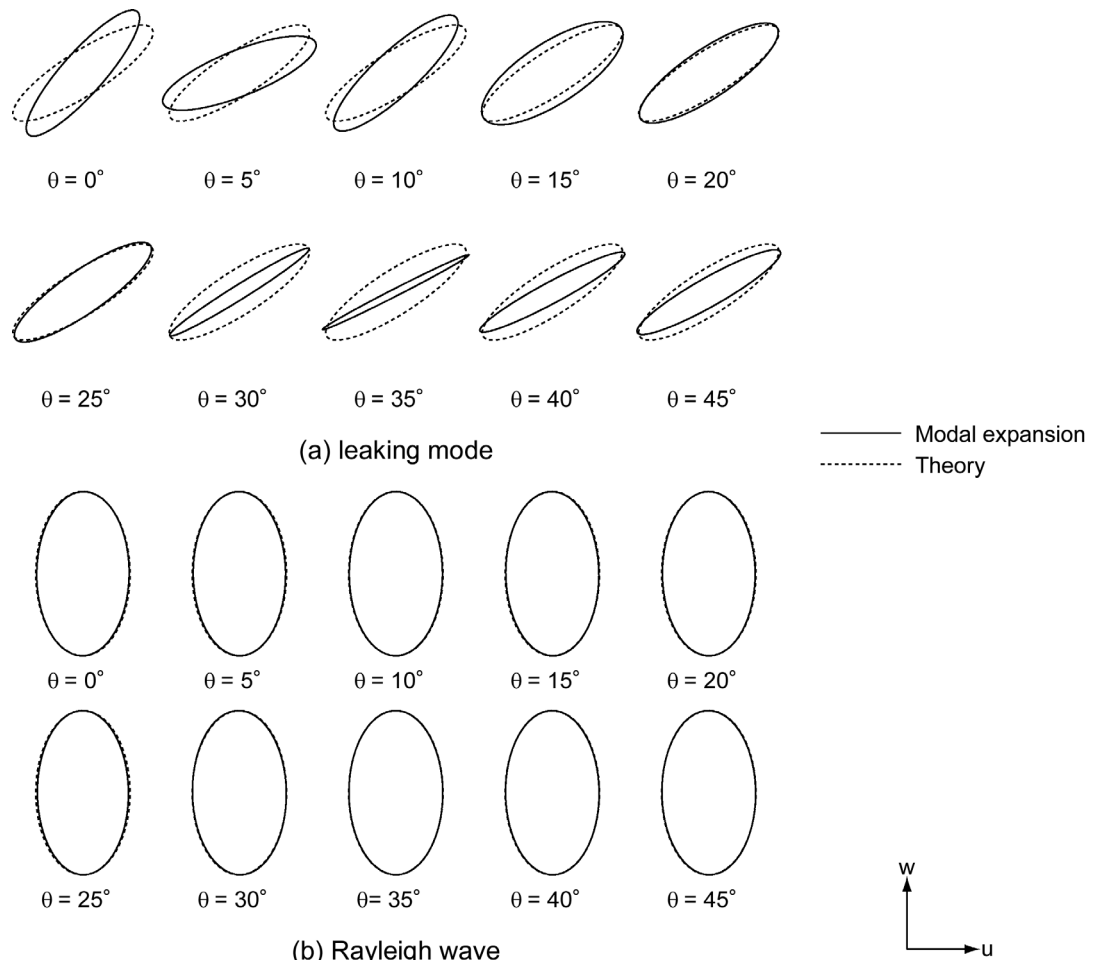 θ = 0° θ = 5° θ = 10° θ = 15° θ = 20°
θ = 25° θ = 30° θ = 35° θ = 40° θ = 45°
(a) leaking mode
Modal expansion
Theory
θ = 0° θ = 5° θ = 10° θ = 15° θ = 20°
θ = 25° θ = 30° θ= 35° θ = 40° θ = 45°
w
u
(b) Rayleigh wave